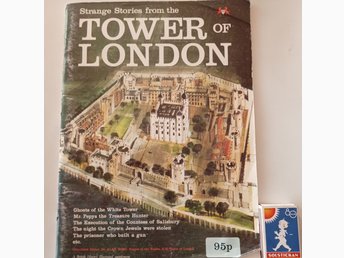 Strange Stories from the
TOWER OF
LONDON
Ghosts of the White Tower
Mr Pepys the Treasure Hunter
The Execution of the Countess of Salisbury
The night the Crown Jewels were stolen
The prisoner who built a gun
etc.
95p
SOLSTICKAN